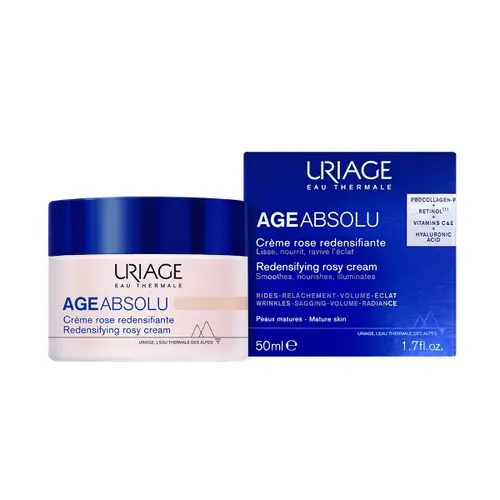 URIAGE
EAU THERMALE
AGE ABSOLU
Crème rose redensifiante
Redensifying rosy cream
URIAGE, L'EAU THERMALE DES ALPES
URIAGE
EAU THERMALE
AGE ABSOLU
Crème rose redensifiante
Lisse, nourrit, ravive l'éclat
Redensifying rosy cream
Smoothes, nourishes, illuminates
RIDES-RELÂCHEMENT-VOLUME-ÉCLAT
WRINKLES-SAGGING-VOLUME-RADIANCE
Peaux matures - Mature skin
URIAGE, L'EAU THERMALE DES ALPES
50ml e 1.7fl.oz.
PROCOLLAGEN-P
+
RETINOL(1)
+
VITAMINS C&E
+
HYALURONIC
ACID